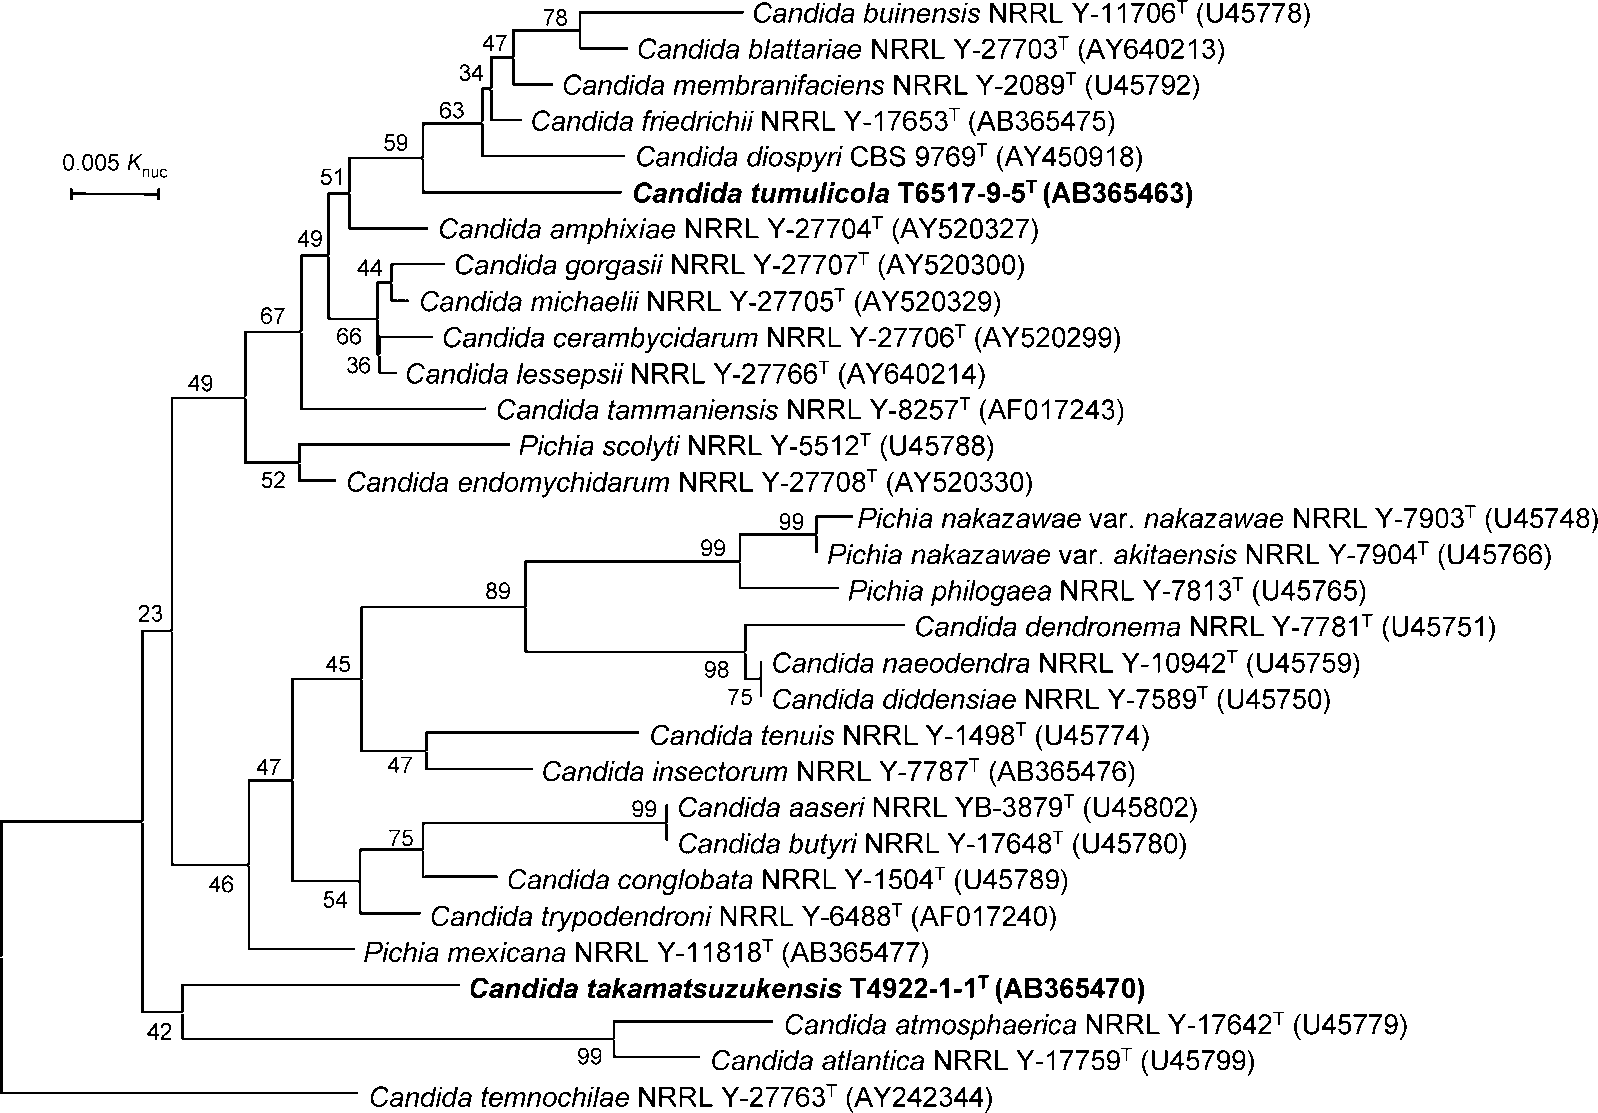 78 Candida buinensis NRRL Y-11706T (U45778)
47 Candida blattariae NRRL Y-27703T (AY640213)
34 Candida membranifaciens NRRL Y-2089T (U45792)
63 Candida friedrichii NRRL Y-17653T (AB365475)
59 Candida diospyri CBS 9769T (AY450918)
0.005 Knuc
51 Candida tumulicola T6517-9-5T (AB365463)
49 Candida amphixiae NRRL Y-27704T (AY520327)
44 Candida gorgasii NRRL Y-27707T (AY520300)
Candida michaelii NRRL Y-27705T (AY520329)
67 66 Candida cerambycidarum NRRL Y-27706T (AY520299)
36 Candida lessepsii NRRL Y-27766T (AY640214)
49 Candida tammaniensis NRRL Y-8257T (AF017243)
Pichia scolyti NRRL Y-5512T (U45788)
52 Candida endomychidarum NRRL Y-27708T (AY520330)
99 Pichia nakazawae var. nakazawae NRRL Y-7903T (U45748)
99 Pichia nakazawae var. akitaensis NRRL Y-7904T (U45766)
89 Pichia philogaea NRRL Y-7813T (U45765)
23 Candida dendronema NRRL Y-7781T (U45751)
45 98 Candida naeodendra NRRL Y-10942T (U45759)
75 Candida diddensiae NRRL Y-7589T (U45750)
Candida tenuis NRRL Y-1498T (U45774)
47 47 Candida insectorum NRRL Y-7787T (AB365476)
99 Candida aaseri NRRL YB-3879T (U45802)
75 Candida butyri NRRL Y-17648T (U45780)
46 Candida conglobata NRRL Y-1504T (U45789)
54 Candida trypodendroni NRRL Y-6488T (AF017240)
Pichia mexicana NRRL Y-11818T (AB365477)
Candida takamatsuzukensis T4922-1-1T (AB365470)
42 Candida atmosphaerica NRRL Y-17642T (U45779)
99 Candida atlantica NRRL Y-17759T (U45799)
Candida temnochilae NRRL Y-27763T (AY242344)